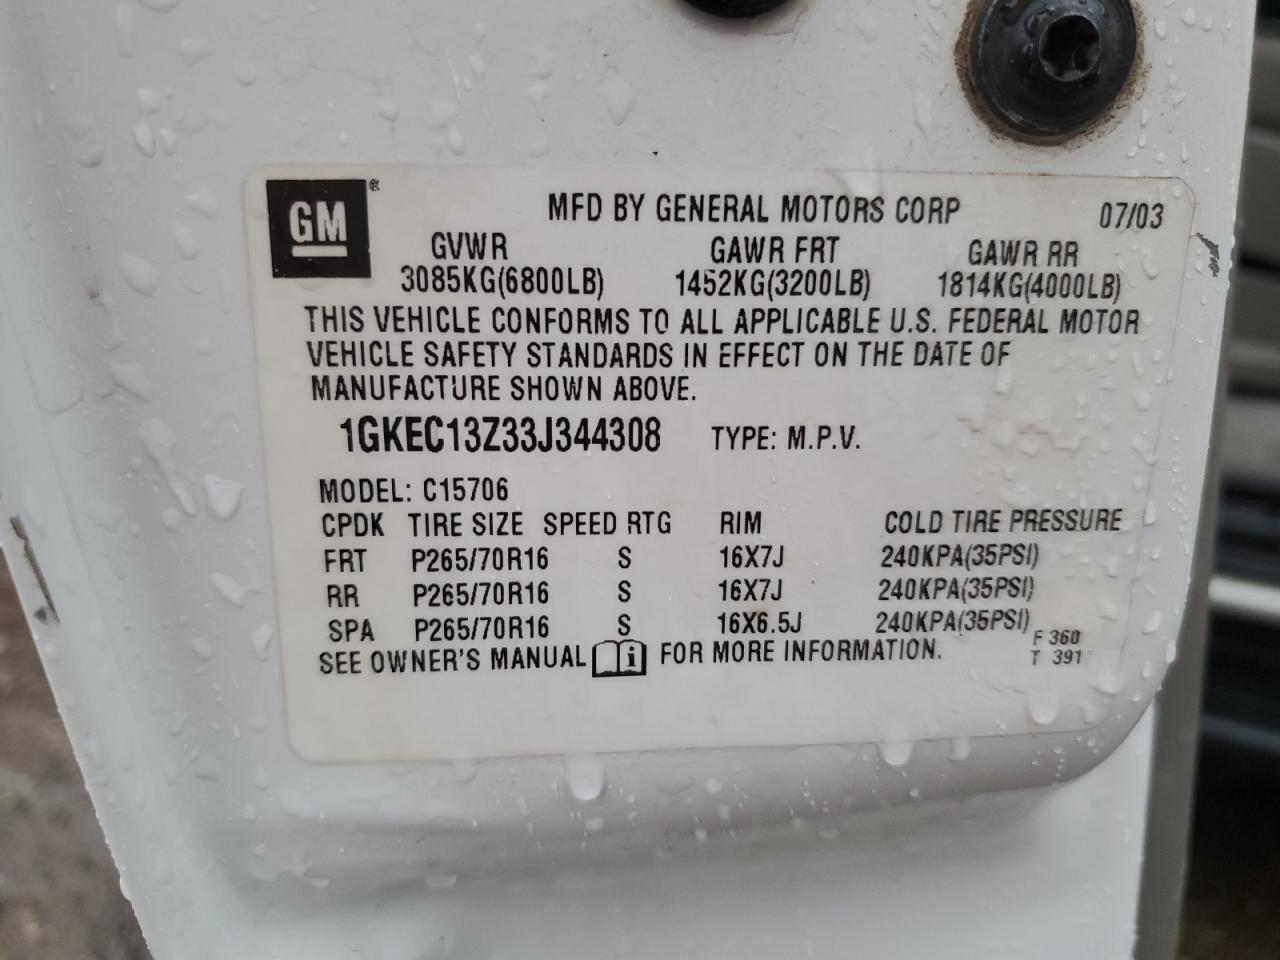 GM ®
MFD BY GENERAL MOTORS CORP 07/03
GVWR GAWR FRT GAWR RR
3085KG(6800LB) 1452KG(3200LB) 1814KG(4000LB)
THIS VEHICLE CONFORMS TO ALL APPLICABLE U.S. FEDERAL MOTOR
VEHICLE SAFETY STANDARDS IN EFFECT ON THE DATE OF
MANUFACTURE SHOWN ABOVE.
1GKEC13Z33J344308 TYPE: M.P.V.
MODEL: C15706
CPDK TIRE SIZE SPEED RTG RIM COLD TIRE PRESSURE
FRT P265/70R16 S 16X7J 240KPA(35PSI)
RR P265/70R16 S 16X7J 240KPA(35PSI)
SPA P265/70R16 S 16X6.5J 240KPA(35PSI)
SEE OWNER'S MANUAL i FOR MORE INFORMATION.
F 360
T 391